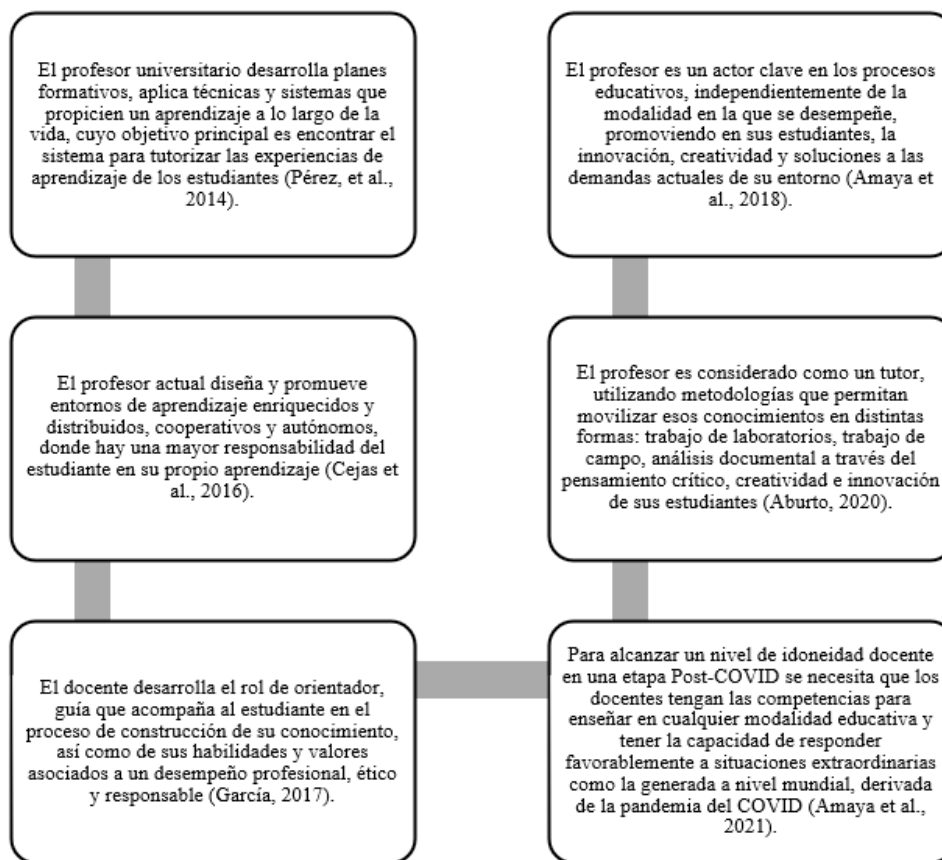 El profesor universitario desarrolla planes
formativos, aplica técnicas y sistemas que
propicien un aprendizaje a lo largo de la
vida, cuyo objetivo principal es encontrar el
sistema para tutorizar las experiencias de
aprendizaje de los estudiantes (Pérez, et al.,
2014).
El profesor actual diseña y promueve
entornos de aprendizaje enriquecidos y
distribuidos, cooperativos y autónomos,
donde hay una mayor responsabilidad del
estudiante en su propio aprendizaje (Cejas et
al., 2016).
El docente desarrolla el rol de orientador,
guía que acompaña al estudiante en el
proceso de construcción de su conocimiento,
así como de sus habilidades y valores
asociados a un desempeño profesional, ético
y responsable (García, 2017).
El profesor es un actor clave en los procesos
educativos, independientemente de la
modalidad en la que se desempeñe,
promoviendo en sus estudiantes, la
innovación, creatividad y soluciones a las
demandas actuales de su entorno (Amaya et
al., 2018).
El profesor es considerado como un tutor,
utilizando metodologías que permitan
movilizar esos conocimientos en distintas
formas: trabajo de laboratorios, trabajo de
campo, análisis documental a través del
pensamiento crítico, creatividad e innovación
de sus estudiantes (Aburto, 2020).
Para alcanzar un nivel de idoneidad docente
en una etapa Post-COVID se necesita que los
docentes tengan las competencias para
enseñar en cualquier modalidad educativa y
tener la capacidad de responder
favorablemente a situaciones extraordinarias
como la generada a nivel mundial, derivada
de la pandemia del COVID (Amaya et al.,
2021).